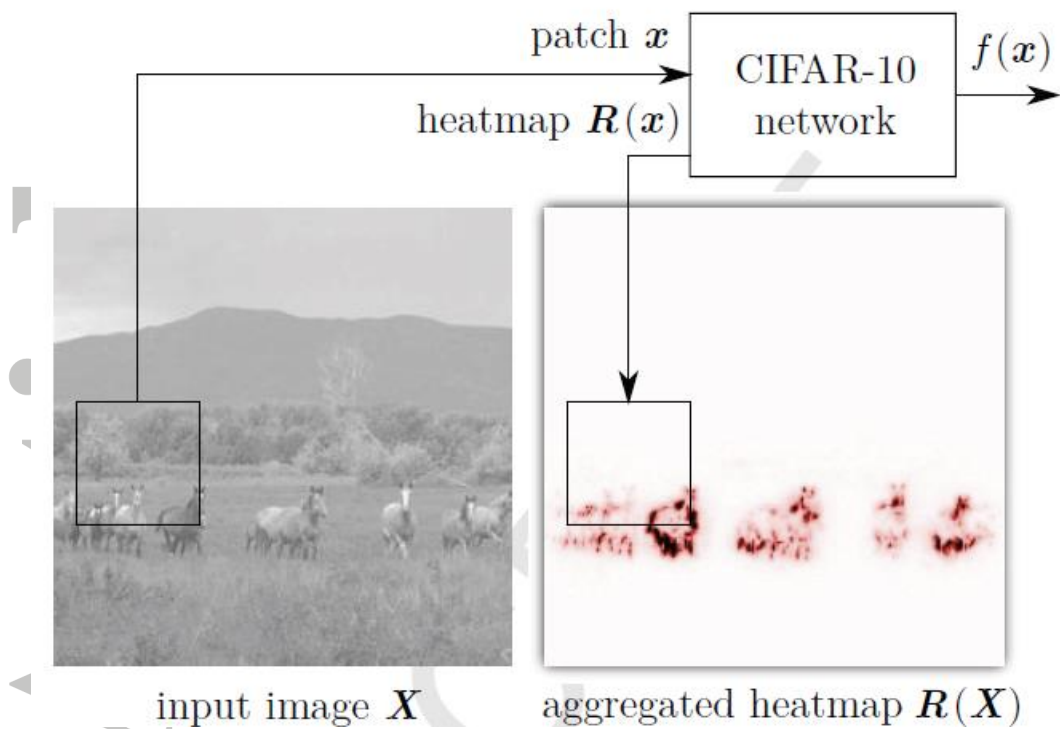 patch x
CIFAR-10
network
f(x)
heatmap R(x)
input image X
aggregated heatmap R(X)